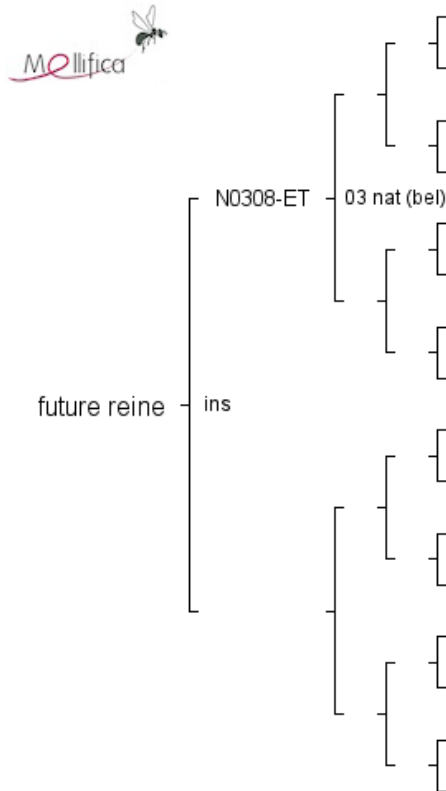 Mellifica
N0308-ET
03 nat (bel)
future reine
ins